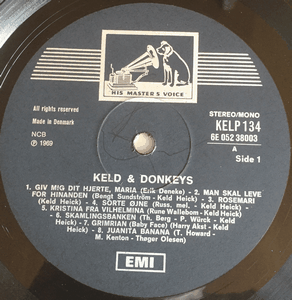 HIS MASTER'S VOICE
All rights reserved
Made in Denmark
NCB
Ⓟ 1969
STEREO/MONO
KELP 134
6E 052 38003
A
Side 1
KELD & DONKEYS
1. GIV MIG DIT HJERTE, MARIA (Erik Deneke) - 2. MAN SKAL LEVE
FOR HINANDEN (Bengt Sundström - Keld Heick) - 3. ROSEMARI
(Keld Heick) - 4. SORTE ØJNE (Russ. mel. - Keld Heick)
5. KRISTINA FRA VILHELMINA (Rune Wallebom - Keld Heick)
6. SKAMLINGSBANKEN (Th. Berg - P. Würck - Keld
Heick) - 7. GRIMRIAN (Baby Face) (Harry Akst - Keld
Heick) - 8. JUANITA BANANA (T. Howard -
M. Kenton - Thøger Olesen)
EMI